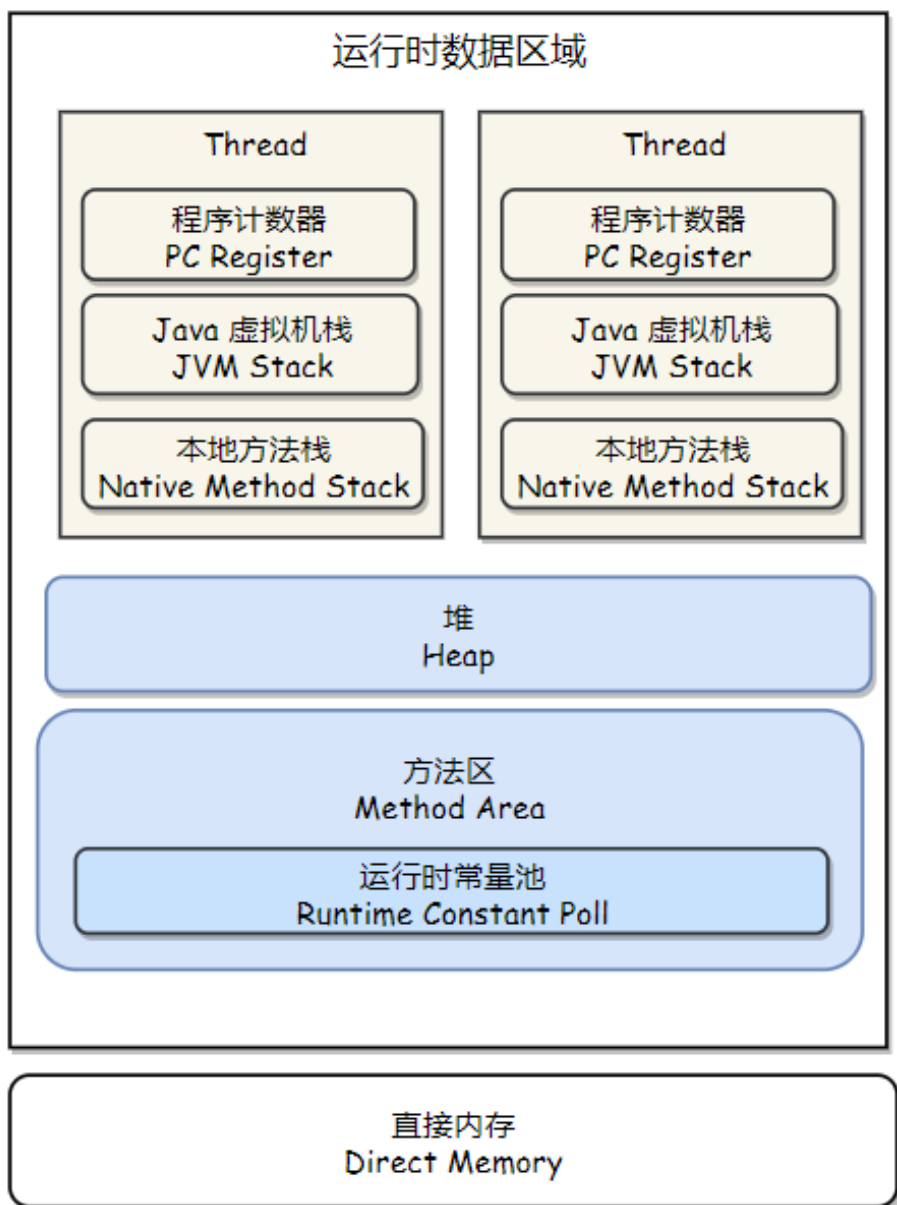 运行时数据区域
Thread
程序计数器
PC Register
Java 虚拟机栈
JVM Stack
本地方法栈
Native Method Stack
Thread
程序计数器
PC Register
Java 虚拟机栈
JVM Stack
本地方法栈
Native Method Stack
堆
Heap
方法区
Method Area
运行时常量池
Runtime Constant Poll
直接内存
Direct Memory